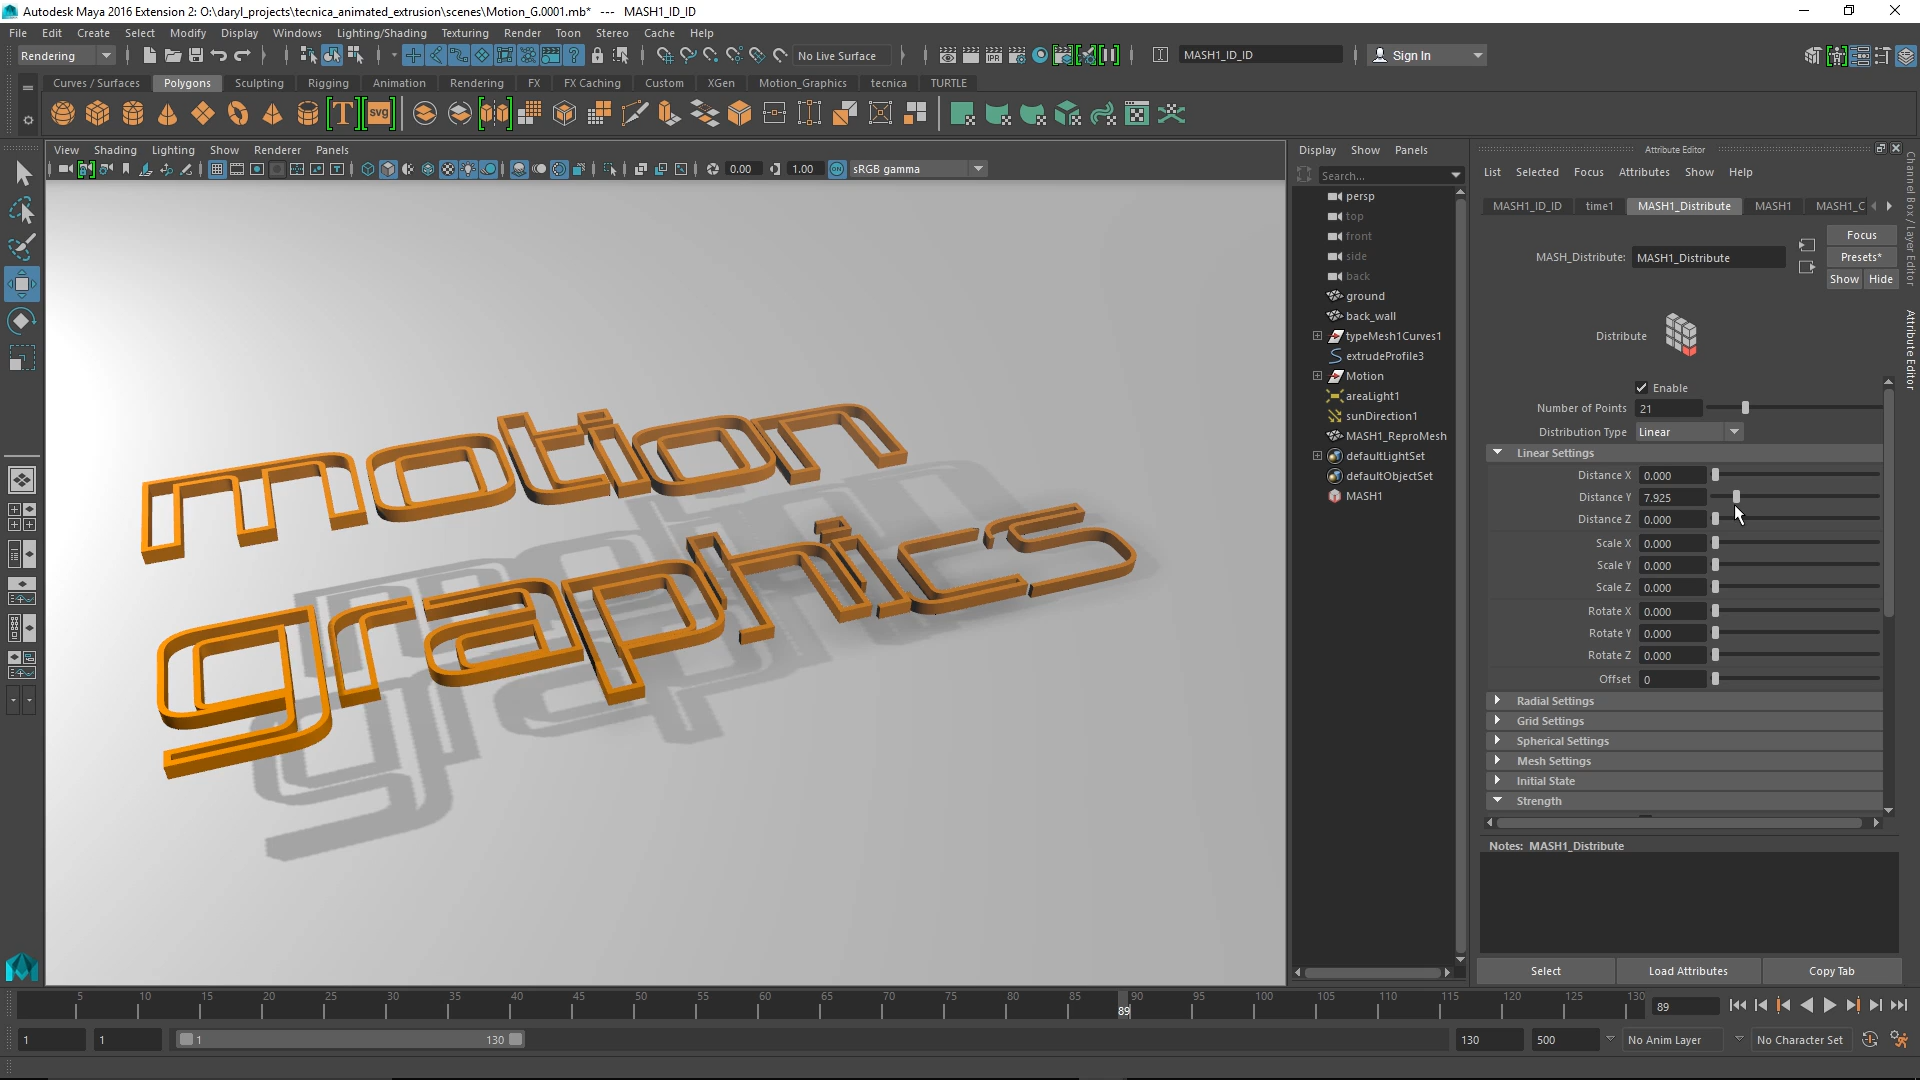 Autodesk Maya 2016 Extension 2: O:\daryl_projects\tecnica_animated_extrusion\scenes\Motion_G.0001.mb*   ---   MASH1_ID_ID
File Edit Create Select Modify Display Windows Lighting/Shading Texturing Render Toon Stereo Cache Help
Rendering No Live Surface IPR MASH1_ID_ID Sign In
Curves / Surfaces Polygons Sculpting Rigging Animation Rendering FX FX Caching Custom XGen Motion_Graphics tecnica TURTLE
T svg
View Shading Lighting Show Renderer Panels
0.00 1.00 ON sRGB gamma
motion
graphics
Display Show Panels
Search...
persp
top
front
side
back
ground
back_wall
typeMesh1Curves1
extrudeProfile3
Motion
areaLight1
sunDirection1
MASH1_ReproMesh
defaultLightSet
defaultObjectSet
MASH1
Attribute Editor
List Selected Focus Attributes Show Help
MASH1_ID_ID time1 MASH1_Distribute MASH1 MASH1_C
Focus
MASH_Distribute: MASH1_Distribute Presets*
Show Hide
Distribute
Enable
Number of Points 21
Distribution Type Linear
Linear Settings
Distance X 0.000
Distance Y 7.925
Distance Z 0.000
Scale X 0.000
Scale Y 0.000
Scale Z 0.000
Rotate X 0.000
Rotate Y 0.000
Rotate Z 0.000
Offset 0
Radial Settings
Grid Settings
Spherical Settings
Mesh Settings
Initial State
Strength
Notes: MASH1_Distribute
Select Load Attributes Copy Tab
Channel Box / Layer Editor
Attribute Editor
5 10 15 20 25 30 35 40 45 50 55 60 65 70 75 80 85 90 95 100 105 110 115 120 125 130
89 89
1 1 1 130 130 500 No Anim Layer No Character Set